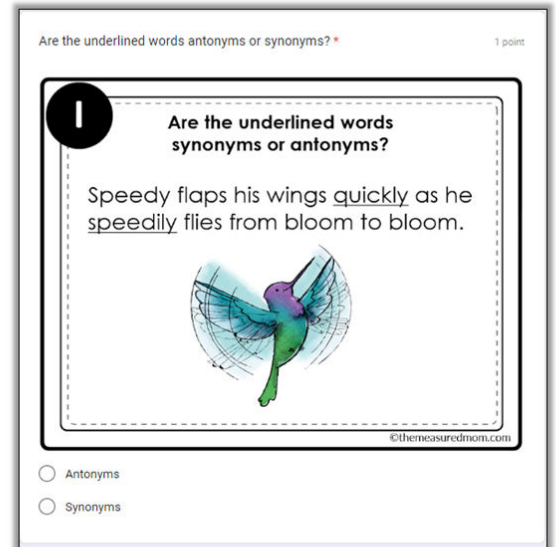 Are the underlined words antonyms or synonyms? *
1 point
1
Are the underlined words
synonyms or antonyms?
Speedy flaps his wings quickly as he
speedily flies from bloom to bloom.
©themeasuredmom.com
Antonyms
Synonyms